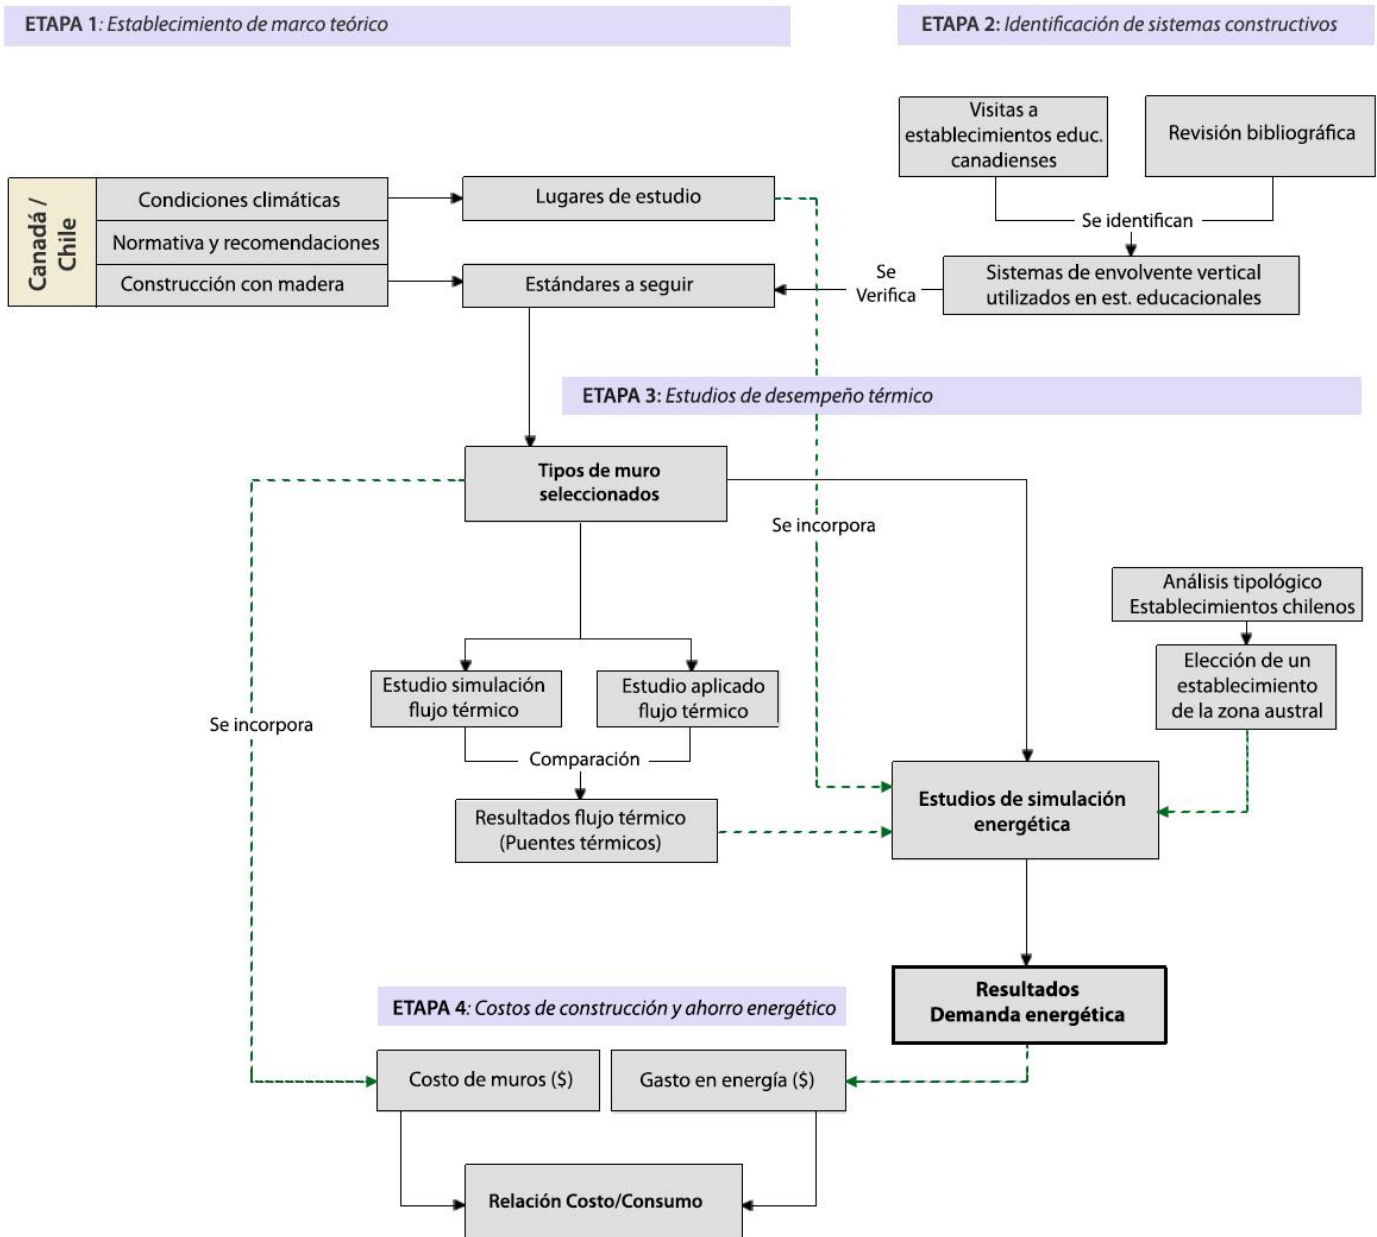 ETAPA 1: Establecimiento de marco teórico
ETAPA 2: Identificación de sistemas constructivos
Visitas a
establecimientos educ.
canadienses
Revisión bibliográfica
Canadá /
Chile
Condiciones climáticas
Normativa y recomendaciones
Construcción con madera
Lugares de estudio
Estándares a seguir
Se identifican
Se
Verifica
Sistemas de envolvente vertical
utilizados en est. educacionales
ETAPA 3: Estudios de desempeño térmico
Tipos de muro
seleccionados
Se incorpora
Análisis tipológico
Establecimientos chilenos
Elección de un
establecimiento
de la zona austral
Estudio simulación
flujo térmico
Estudio aplicado
flujo térmico
Se incorpora
Comparación
Resultados flujo térmico
(Puentes térmicos)
Estudios de simulación
energética
Resultados
Demanda energética
ETAPA 4: Costos de construcción y ahorro energético
Costo de muros ($)
Gasto en energía ($)
Relación Costo/Consumo